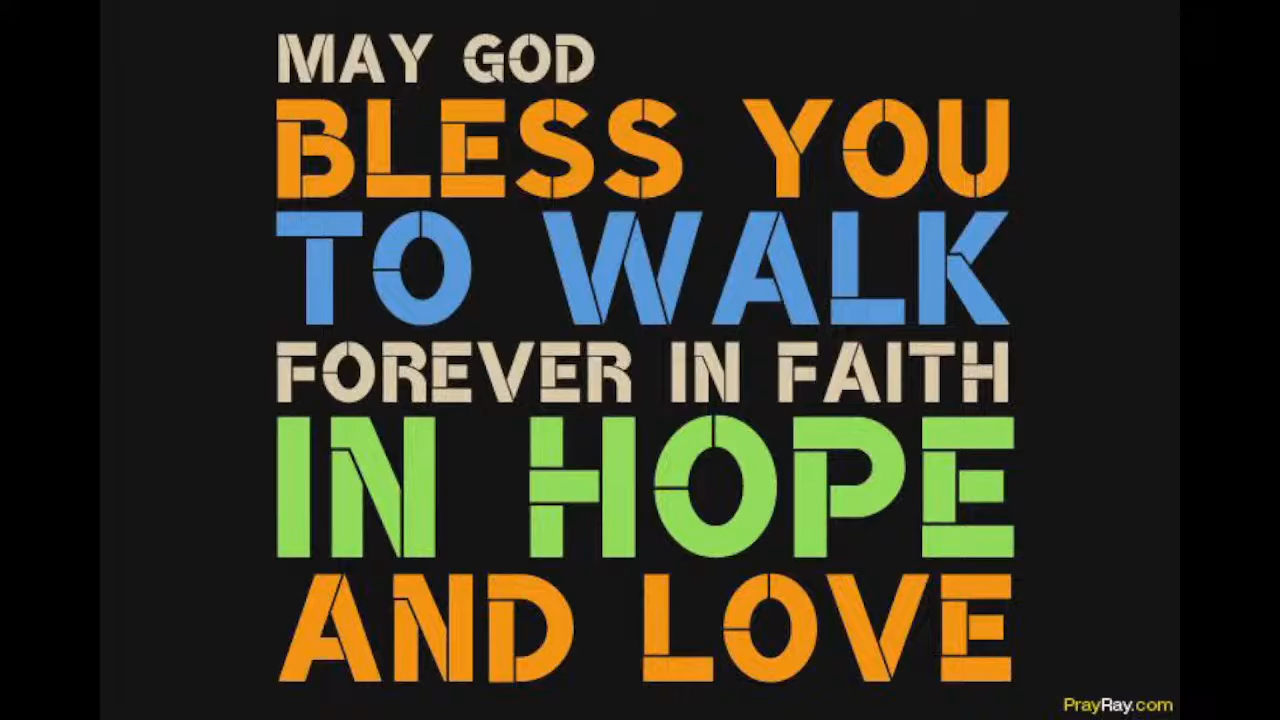 MAY GOD
BLESS YOU
TO WALK
FOREVER IN FAITH
IN HOPE
AND LOVE
PrayRay.com